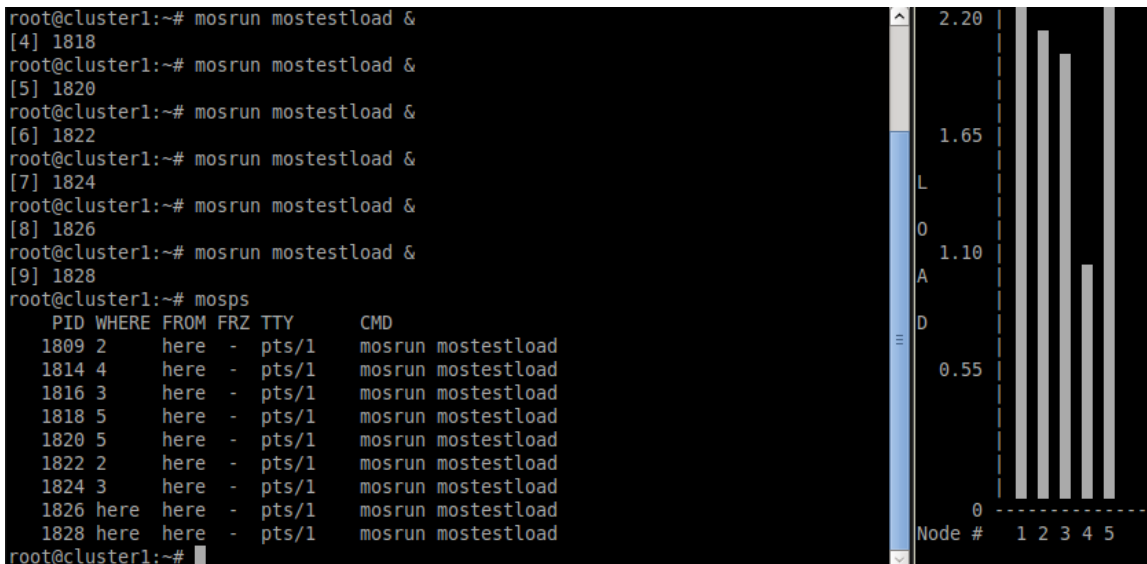 root@cluster1:~# mosrun mostestload &
[4] 1818
root@cluster1:~# mosrun mostestload &
[5] 1820
root@cluster1:~# mosrun mostestload &
[6] 1822
root@cluster1:~# mosrun mostestload &
[7] 1824
root@cluster1:~# mosrun mostestload &
[8] 1826
root@cluster1:~# mosrun mostestload &
[9] 1828
root@cluster1:~# mosps
PID WHERE FROM FRZ TTY CMD
1809 2 here - pts/1 mosrun mostestload
1814 4 here - pts/1 mosrun mostestload
1816 3 here - pts/1 mosrun mostestload
1818 5 here - pts/1 mosrun mostestload
1820 5 here - pts/1 mosrun mostestload
1822 2 here - pts/1 mosrun mostestload
1824 3 here - pts/1 mosrun mostestload
1826 here here - pts/1 mosrun mostestload
1828 here here - pts/1 mosrun mostestload
root@cluster1:~#
2.20
1.65
L
O
1.10
A
D
0.55
0
Node # 1 2 3 4 5